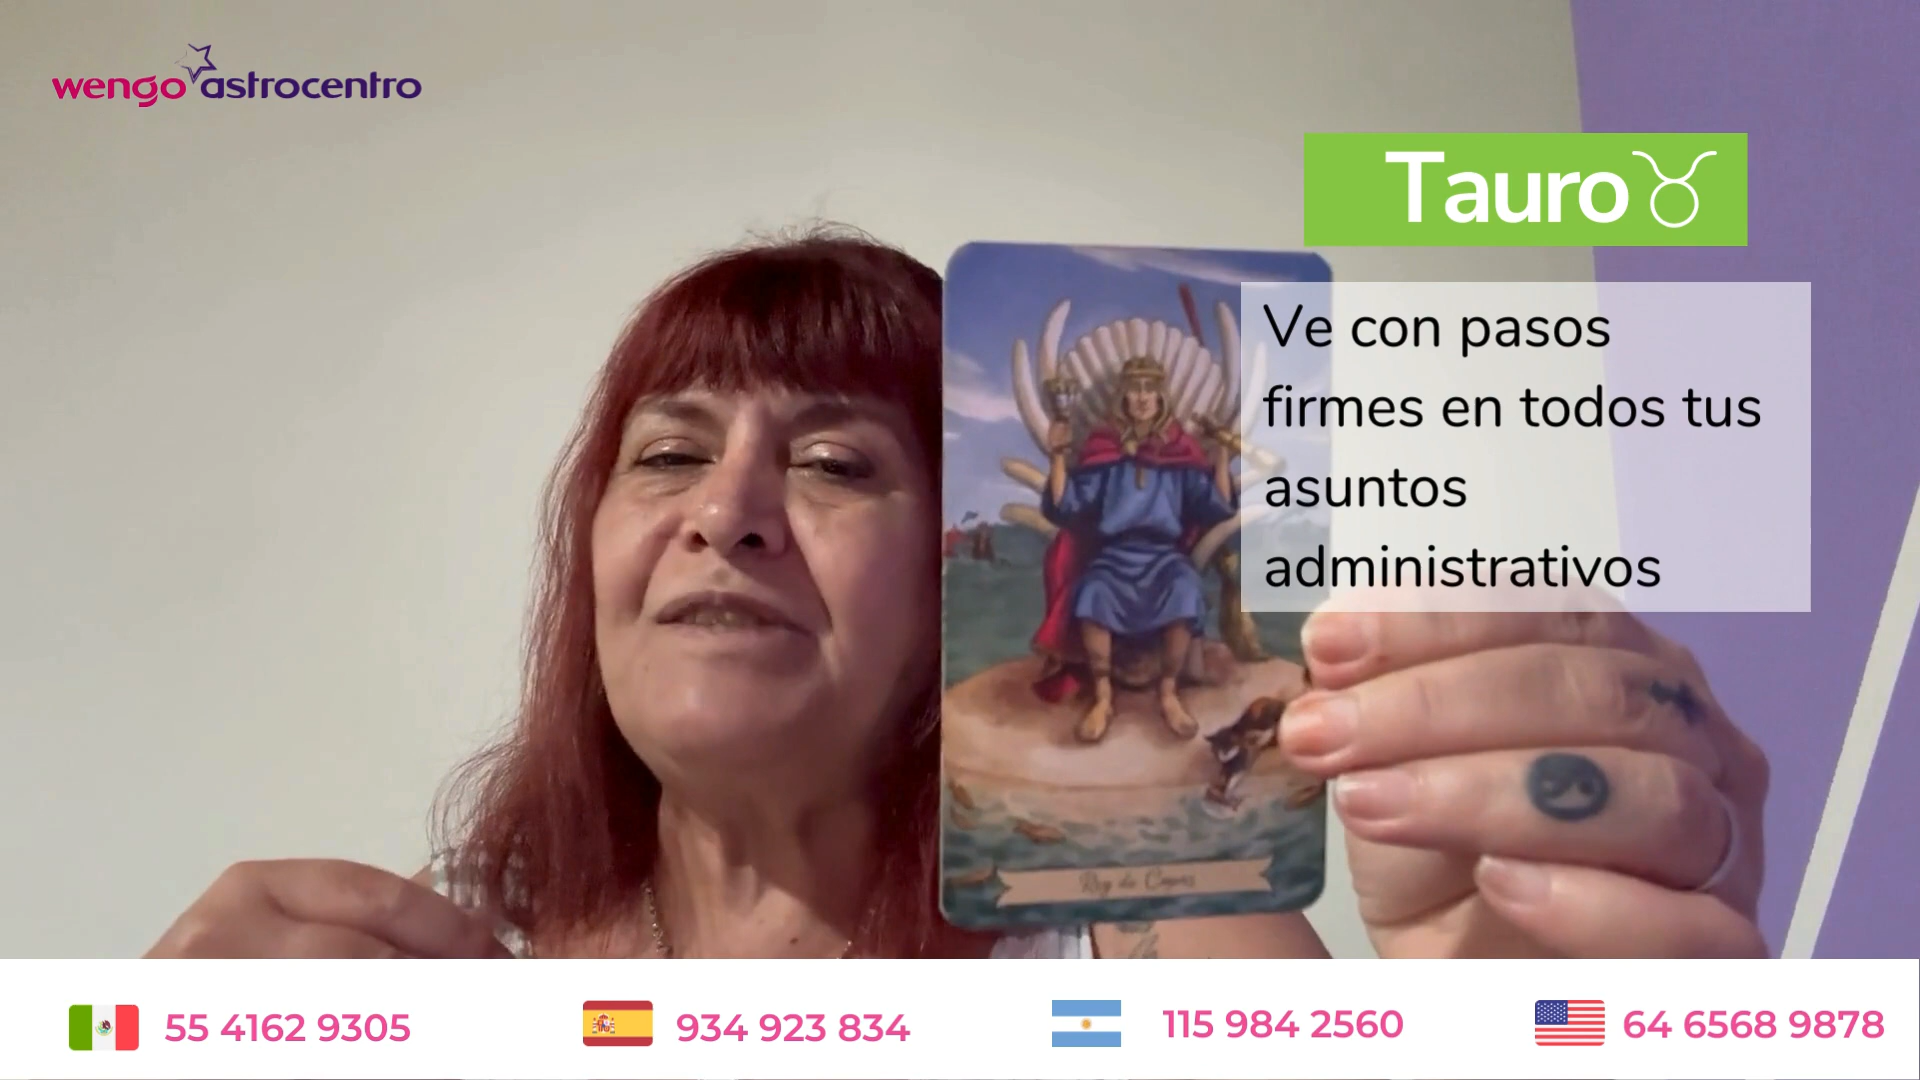 wengo astrocentro
Tauro
Ve con pasos
firmes en todos tus
asuntos
administrativos
Rey de Copas
55 4162 9305
934 923 834
115 984 2560
64 6568 9878